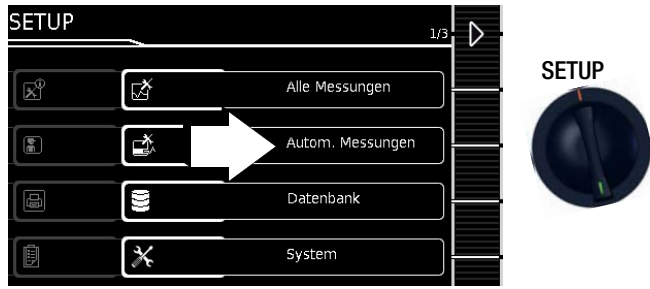 SETUP
1/3
Alle Messungen
Autom. Messungen
Datenbank
System
SETUP